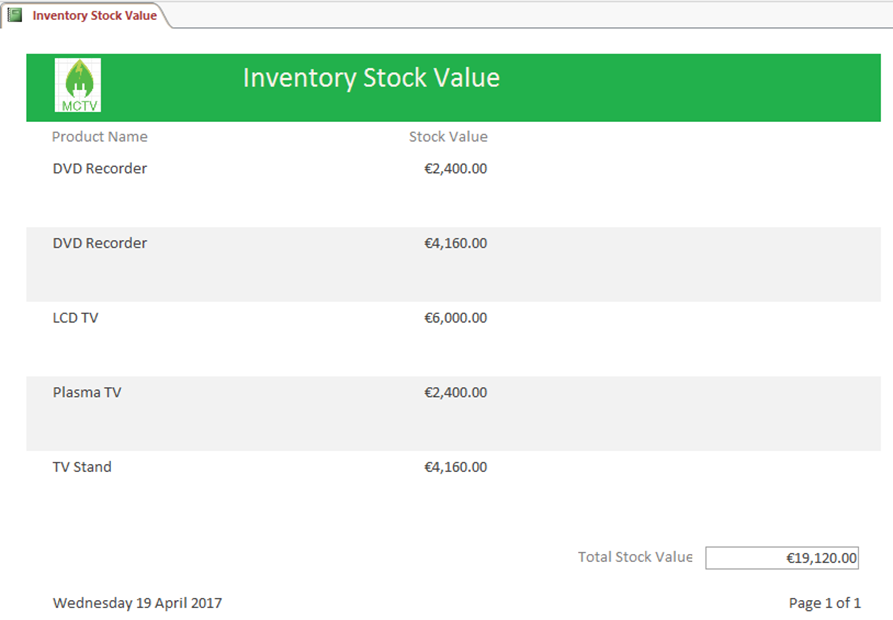 Inventory Stock Value
MCTV
Inventory Stock Value
Product Name Stock Value
DVD Recorder €2,400.00
DVD Recorder €4,160.00
LCD TV €6,000.00
Plasma TV €2,400.00
TV Stand €4,160.00
Total Stock Value €19,120.00
Wednesday 19 April 2017 Page 1 of 1